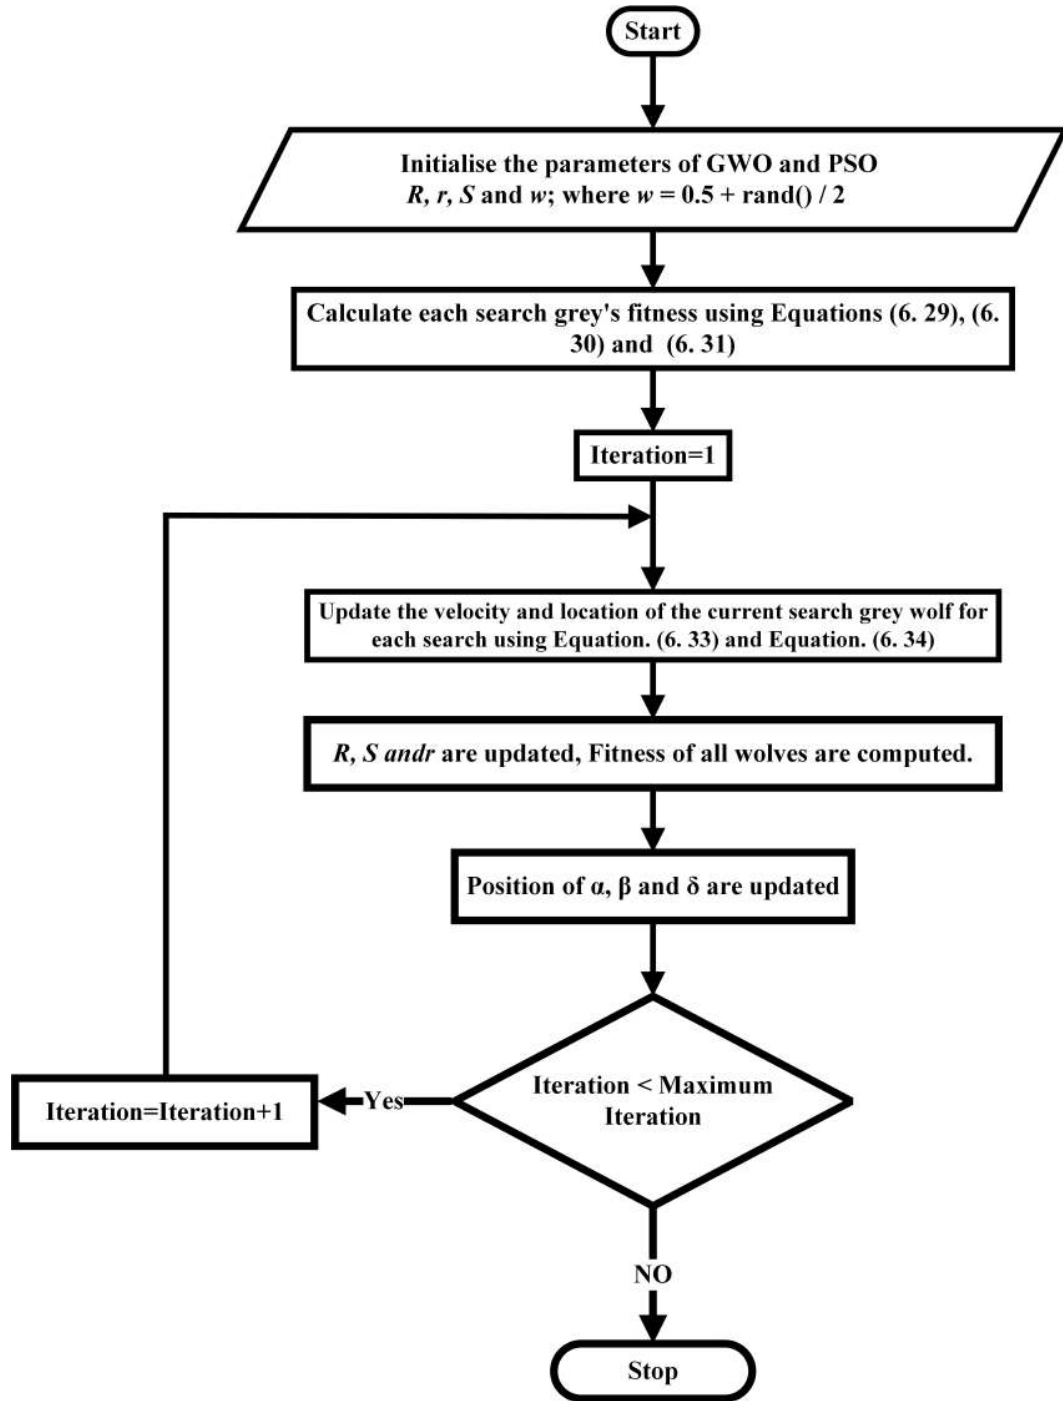 Start
Initialise the parameters of GWO and PSO
R, r, S and w; where w = 0.5 + rand() / 2
Calculate each search grey's fitness using Equations (6. 29), (6.
30) and (6. 31)
Iteration=1
Update the velocity and location of the current search grey wolf for
each search using Equation. (6. 33) and Equation. (6. 34)
R, S andr are updated, Fitness of all wolves are computed.
Position of α, β and δ are updated
Iteration < Maximum
Iteration
Yes
Iteration=Iteration+1
NO
Stop